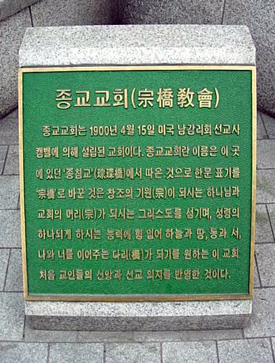 종교교회(宗橋教會)
종교교회는 1900년 4월 15일 미국 남감리회 선교사
캠벨에 의해 설립된 교회이다. 종교교회란 이름은 이 곳
에 있던 '종침교'(琮琛橋)에서 따온 것으로 한문 표기를
'宗橋'로 바꾼 것은 창조의 기원(宗)이 되시는 하나님과
교회의 머리(宗)가 되시는 그리스도를 섬기며, 성령의
하나되게 하시는 능력에 힘 입어 하늘과 땅, 동과 서,
나와 너를 이어주는 다리(橋)가 되기를 원하는 이 교회
처음 교인들의 신앙과 선교 의지를 반영한 것이다.